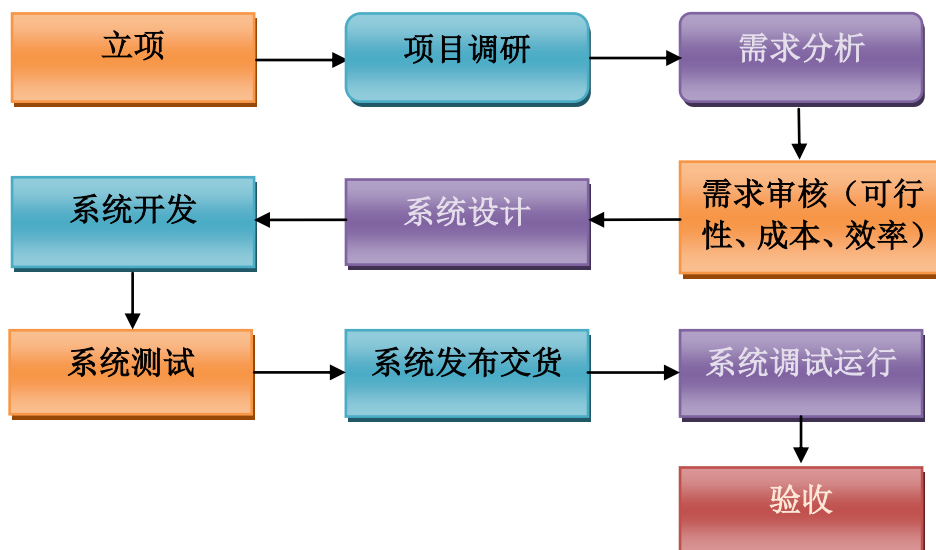 立项
项目调研
需求分析
需求审核（可行
性、成本、效率）
系统设计
系统开发
系统测试
系统发布交货
系统调试运行
验收